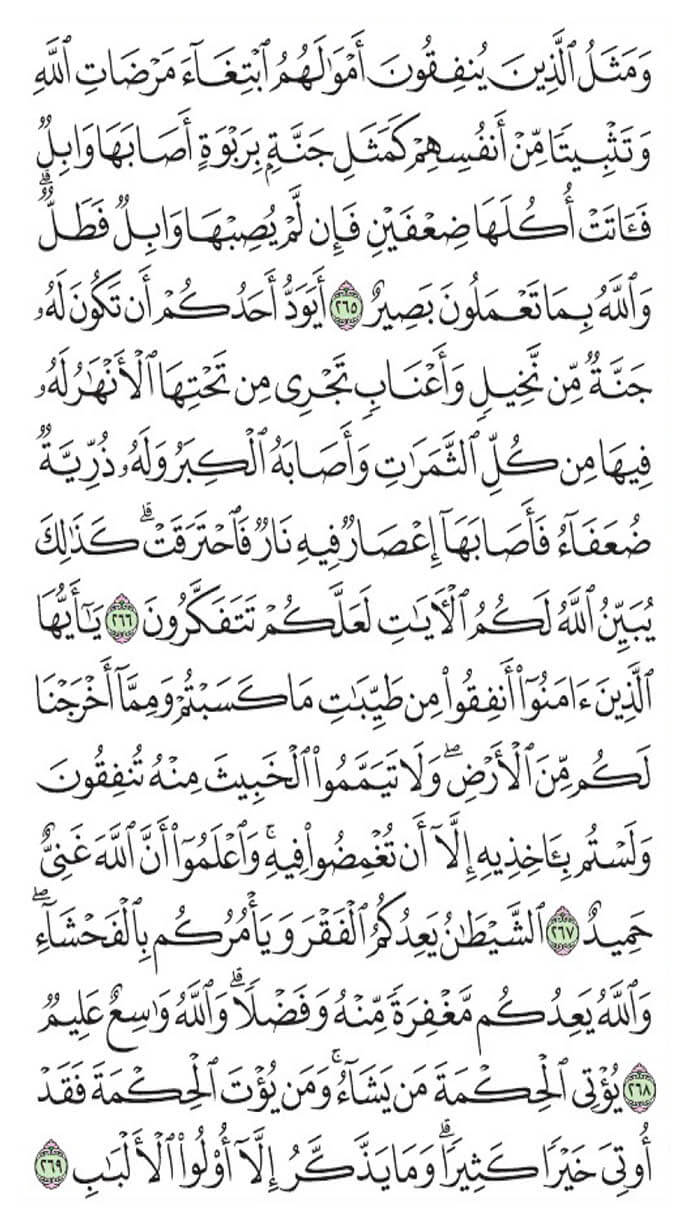 وَمَثَلُ ٱلَّذِينَ يُنفِقُونَ أَمْوَٰلَهُمُ ٱبْتِغَآءَ مَرْضَاتِ ٱللَّهِ
وَتَثْبِيتًا مِّنْ أَنفُسِهِمْ كَمَثَلِ جَنَّةٍۭ بِرَبْوَةٍ أَصَابَهَا وَابِلٌ
فَـَٔاتَتْ أُكُلَهَا ضِعْفَيْنِ فَإِن لَّمْ يُصِبْهَا وَابِلٌ فَطَلٌّ ۗ
وَٱللَّهُ بِمَا تَعْمَلُونَ بَصِيرٌ ٢٦٥ أَيَوَدُّ أَحَدُكُمْ أَن تَكُونَ لَهُۥ
جَنَّةٌ مِّن نَّخِيلٍ وَأَعْنَابٍ تَجْرِى مِن تَحْتِهَا ٱلْأَنْهَٰرُ لَهُۥ
فِيهَا مِن كُلِّ ٱلثَّمَرَٰتِ وَأَصَابَهُ ٱلْكِبَرُ وَلَهُۥ ذُرِّيَّةٌ
ضُعَفَآءُ فَأَصَابَهَآ إِعْصَارٌ فِيهِ نَارٌ فَٱحْتَرَقَتْ ۗ كَذَٰلِكَ
يُبَيِّنُ ٱللَّهُ لَكُمُ ٱلْـَٔايَٰتِ لَعَلَّكُمْ تَتَفَكَّرُونَ ٢٦٦ يَٰٓأَيُّهَا
ٱلَّذِينَ ءَامَنُوٓا۟ أَنفِقُوا۟ مِن طَيِّبَٰتِ مَا كَسَبْتُمْ وَمِمَّآ أَخْرَجْنَا
لَكُم مِّنَ ٱلْأَرْضِ ۖ وَلَا تَيَمَّمُوا۟ ٱلْخَبِيثَ مِنْهُ تُنفِقُونَ
وَلَسْتُم بِـَٔاخِذِيهِ إِلَّآ أَن تُغْمِضُوا۟ فِيهِ ۚ وَٱعْلَمُوٓا۟ أَنَّ ٱللَّهَ غَنِىٌّ
حَمِيدٌ ٢٦٧ ٱلشَّيْطَٰنُ يَعِدُكُمُ ٱلْفَقْرَ وَيَأْمُرُكُم بِٱلْفَحْشَآءِ ۖ
وَٱللَّهُ يَعِدُكُم مَّغْفِرَةً مِّنْهُ وَفَضْلًا ۗ وَٱللَّهُ وَٰسِعٌ عَلِيمٌ
٢٦٨ يُؤْتِى ٱلْحِكْمَةَ مَن يَشَآءُ ۚ وَمَن يُؤْتَ ٱلْحِكْمَةَ فَقَدْ
أُوتِىَ خَيْرًا كَثِيرًا ۗ وَمَا يَذَّكَّرُ إِلَّآ أُو۟لُوا۟ ٱلْأَلْبَٰبِ ٢٦٩